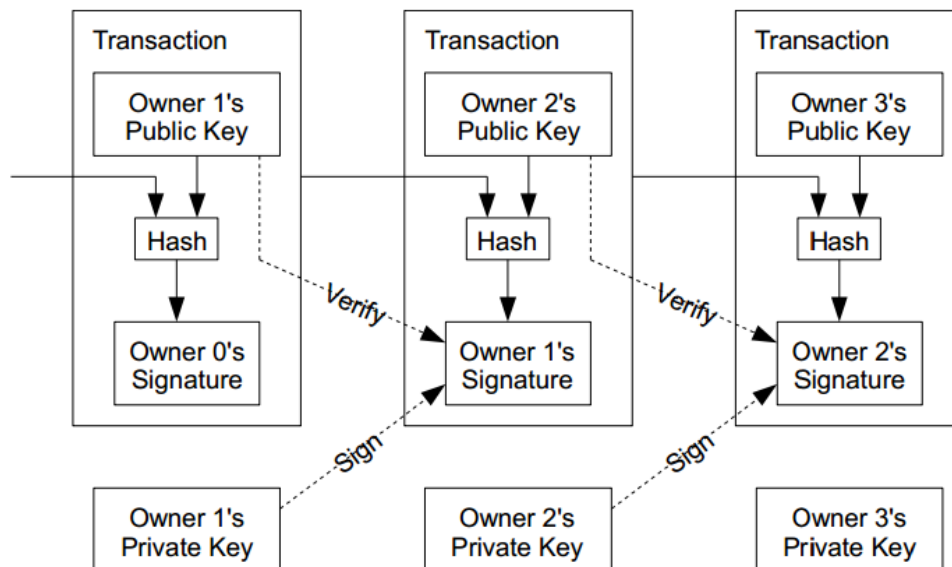 Transaction
Transaction
Transaction
Owner 1's
Public Key
Owner 2's
Public Key
Owner 3's
Public Key
Hash
Hash
Hash
Verify
Verify
Owner 0's
Signature
Owner 1's
Signature
Owner 2's
Signature
Sign
Sign
Owner 1's
Private Key
Owner 2's
Private Key
Owner 3's
Private Key